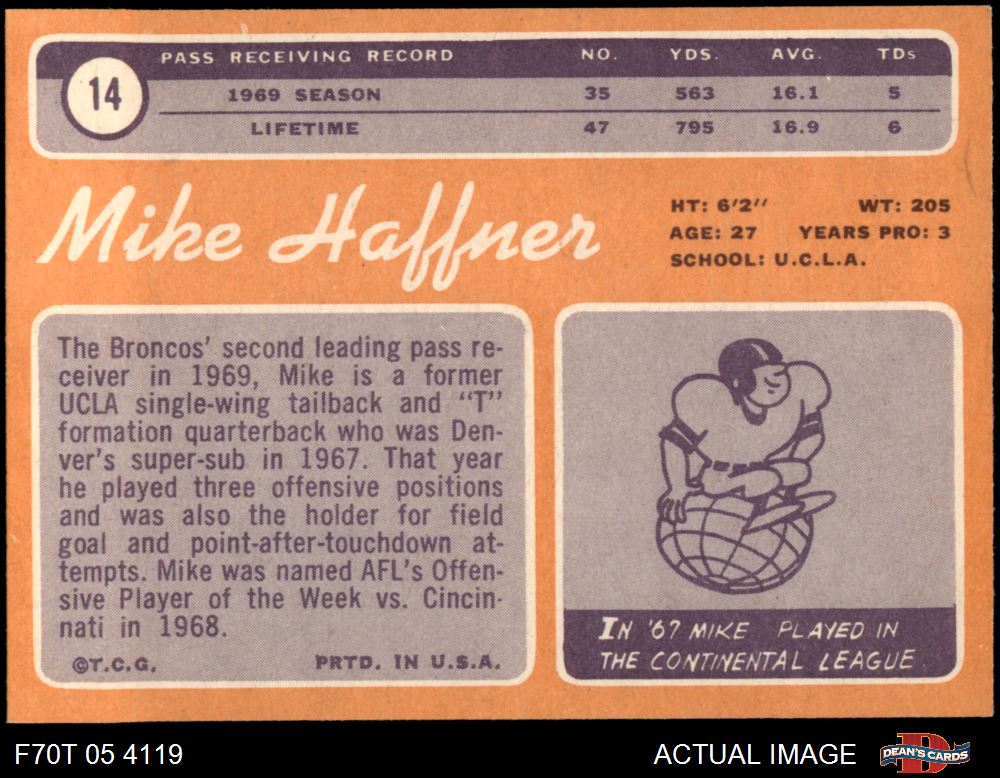 PASS RECEIVING RECORD NO. YDS. AVG. TDs
14
1969 SEASON 35 563 16.1 5
LIFETIME 47 795 16.9 6
Mike Haffner
HT: 6'2" WT: 205
AGE: 27 YEARS PRO: 3
SCHOOL: U.C.L.A.
The Broncos' second leading pass re-
ceiver in 1969, Mike is a former
UCLA single-wing tailback and "T"
formation quarterback who was Den-
ver's super-sub in 1967. That year
he played three offensive positions
and was also the holder for field
goal and point-after-touchdown at-
tempts. Mike was named AFL's Offen-
sive Player of the Week vs. Cincin-
nati in 1968.
©T.C.G. PRTD. IN U.S.A.
IN '67 MIKE PLAYED IN
THE CONTINENTAL LEAGUE
F70T 05 4119 ACTUAL IMAGE DEAN'S CARDS